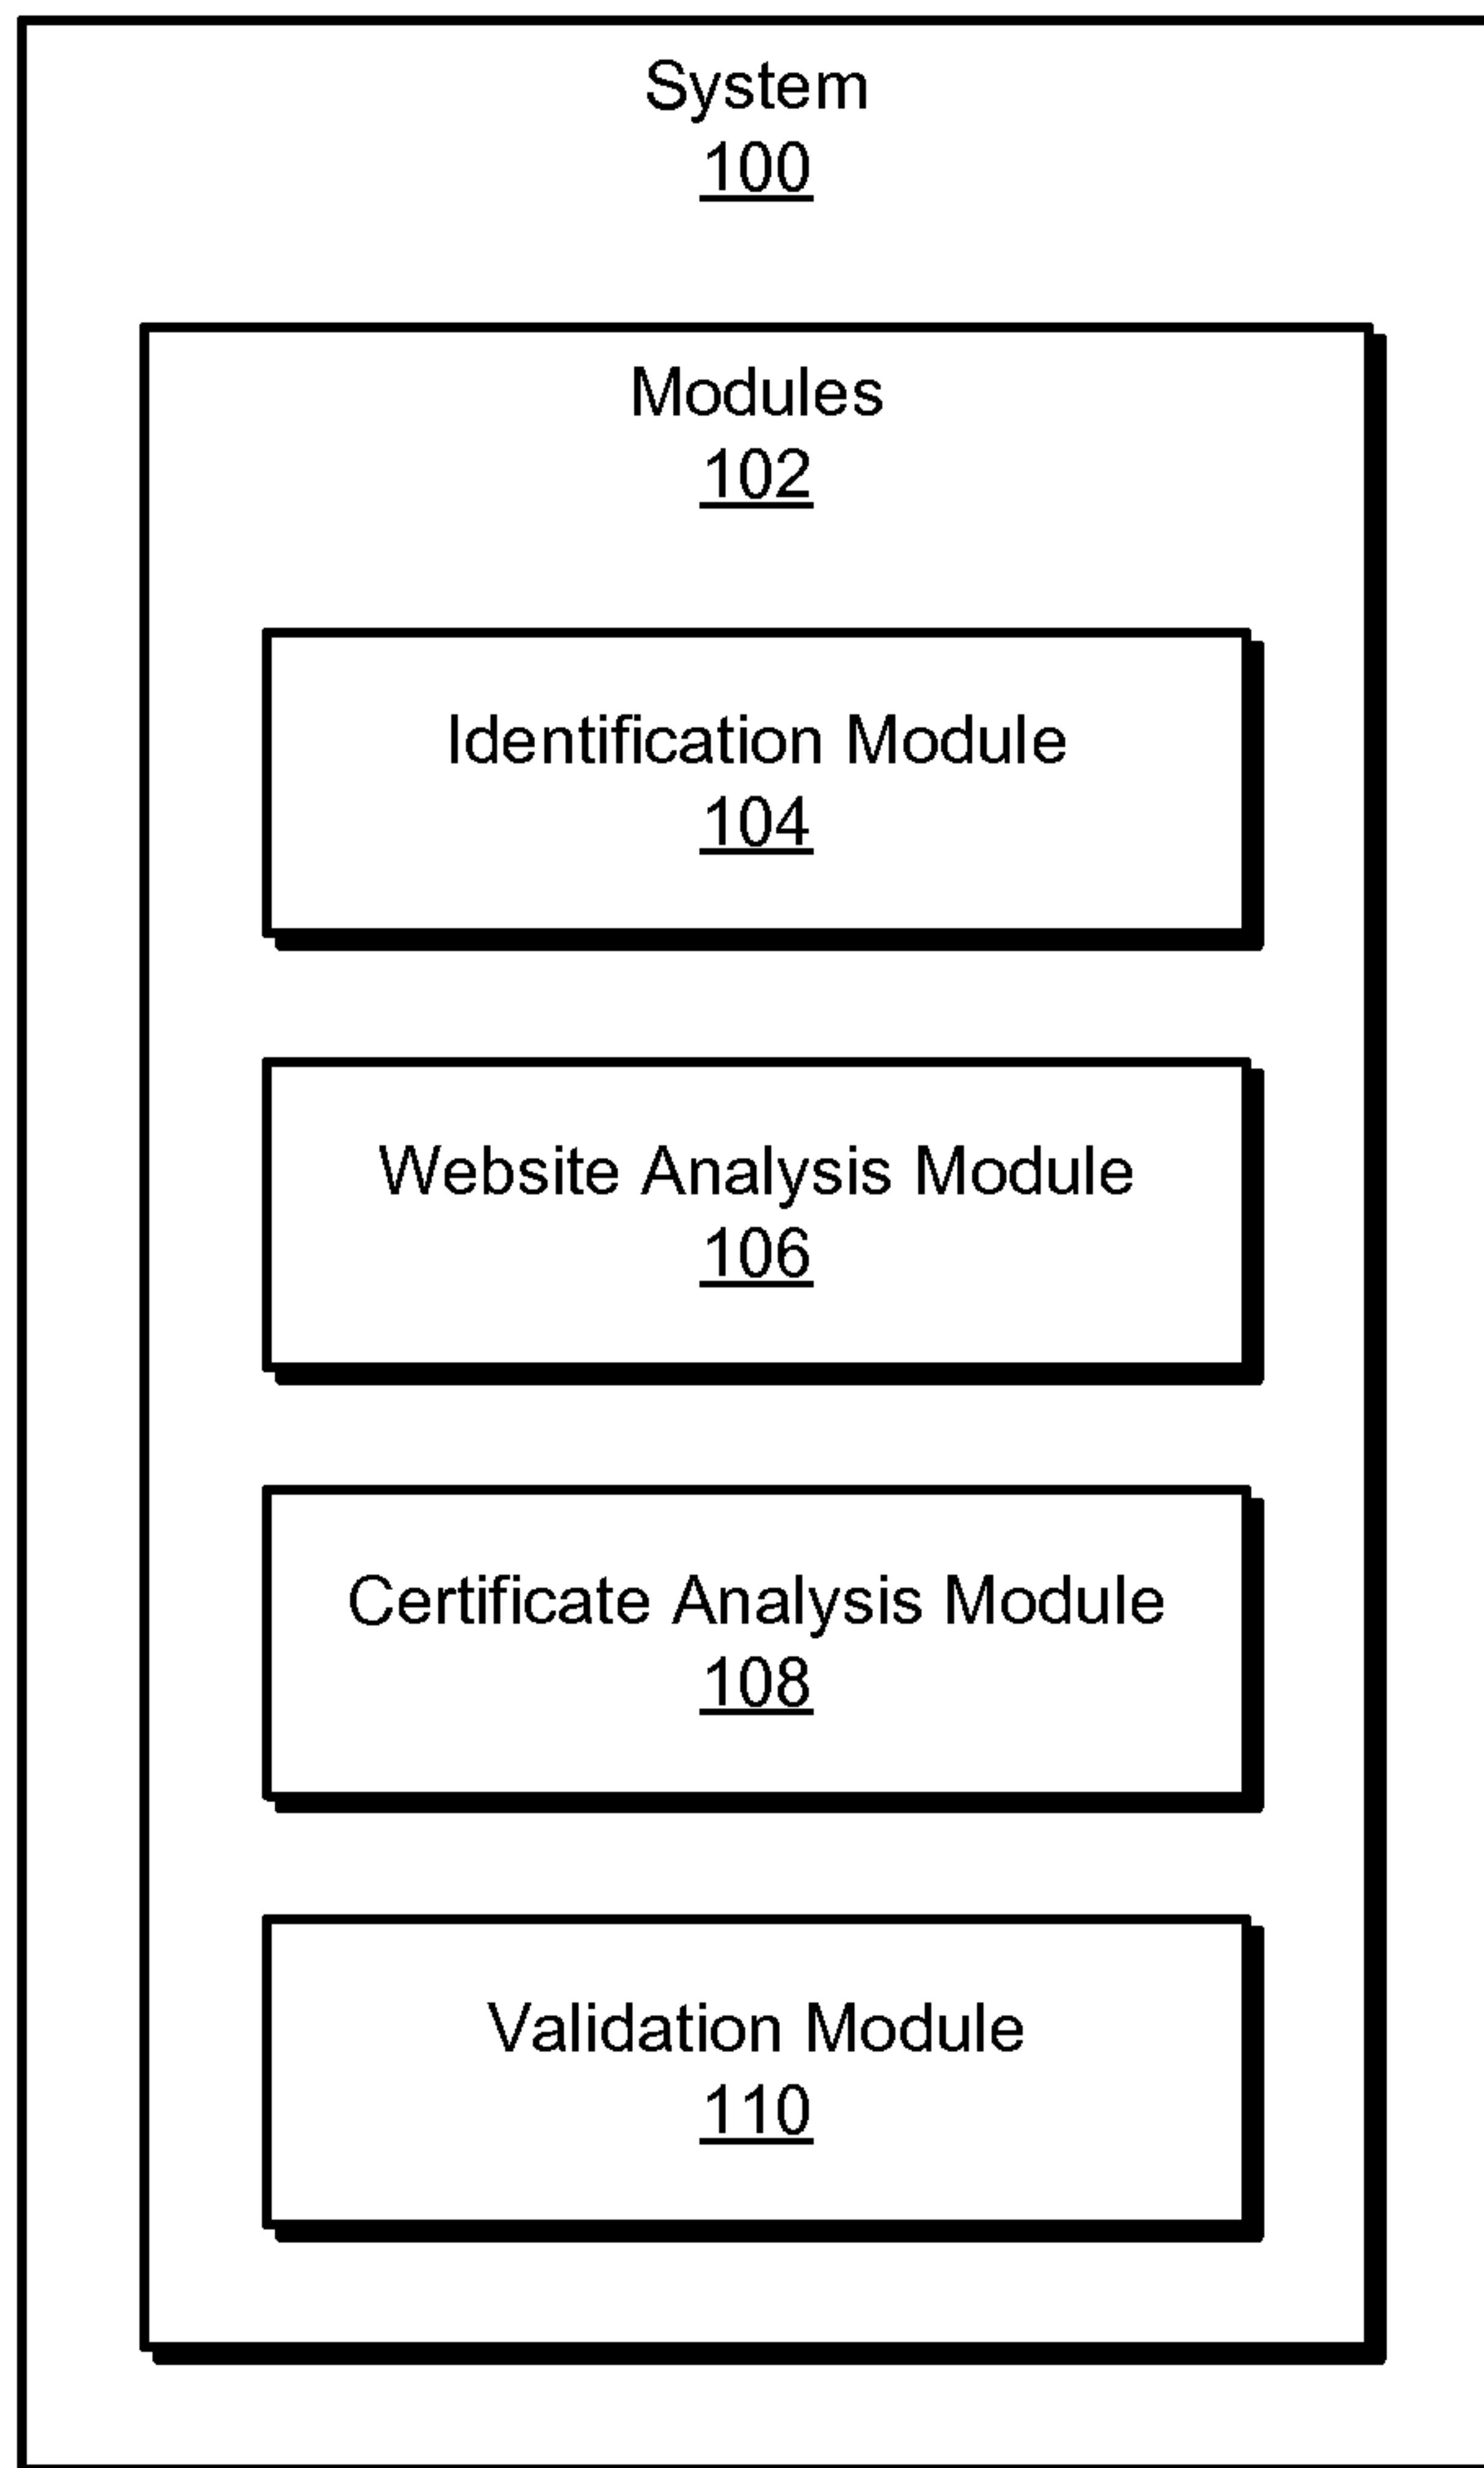 System
100
Modules
102
Identification Module
104
Website Analysis Module
106
Certificate Analysis Module
108
Validation Module
110